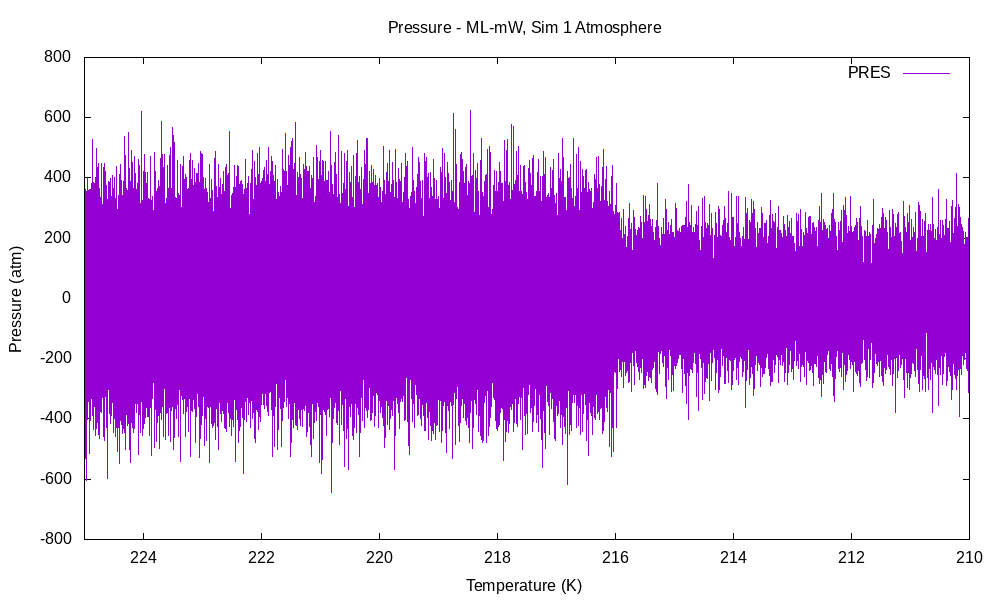 Pressure - ML-mW, Sim 1 Atmosphere
PRES
800
600
400
200
0
-200
-400
-600
-800
Pressure (atm)
224 222 220 218 216 214 212 210
Temperature (K)